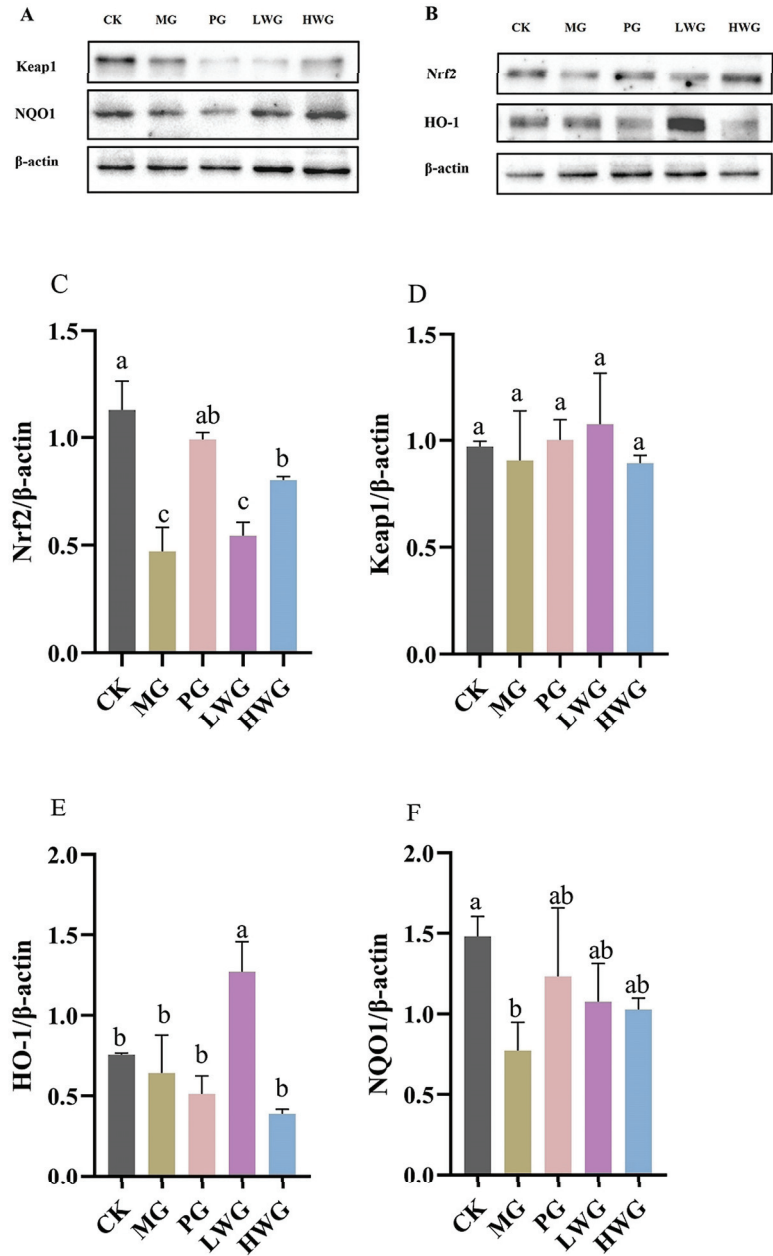 A
CK MG PG LWG HWG
Keap1
NQO1
β-actin
B
CK MG PG LWG HWG
Nrf2
HO-1
β-actin
C
Nrf2/β-actin
1.5
1.0
0.5
0.0
a
c
ab
c
b
CK MG PG LWG HWG
D
Keap1/β-actin
1.5
1.0
0.5
0.0
a
a
a
a
a
CK MG PG LWG HWG
E
HO-1/β-actin
2.0
1.5
1.0
0.5
0.0
b
b
b
a
b
CK MG PG LWG HWG
F
NQO1/β-actin
2.0
1.5
1.0
0.5
0.0
a
b
ab
ab
ab
CK MG PG LWG HWG